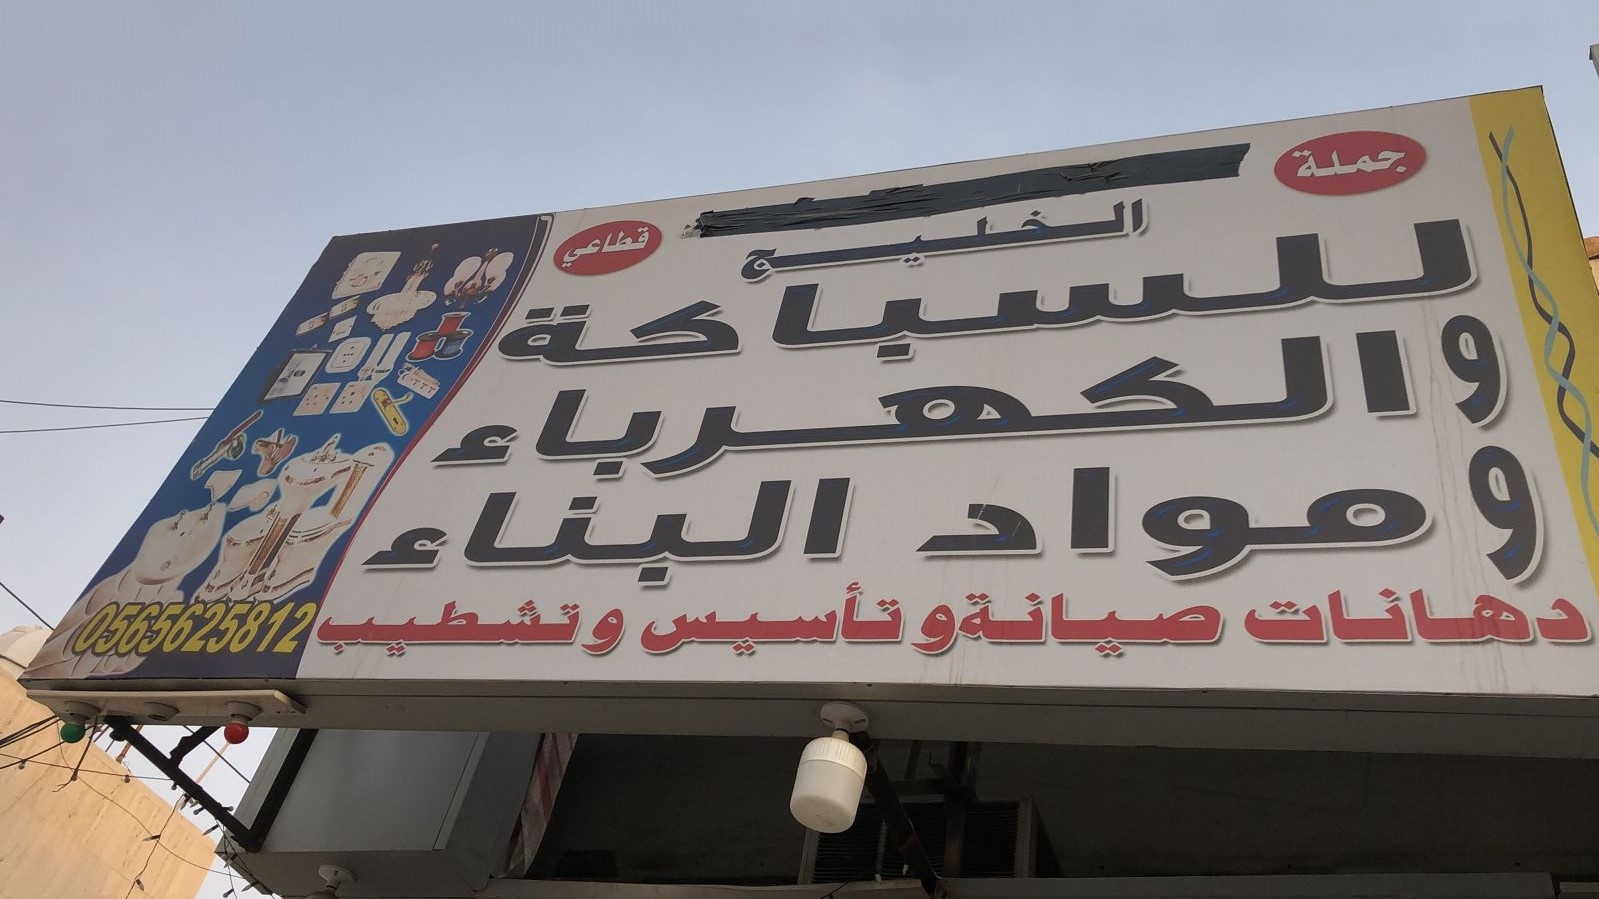 جملة
قطاعي
الخليج
للسباكة
والكهرباء
ومواد البناء
دهانات صيانة وتأسيس وتشطيب
0565625812